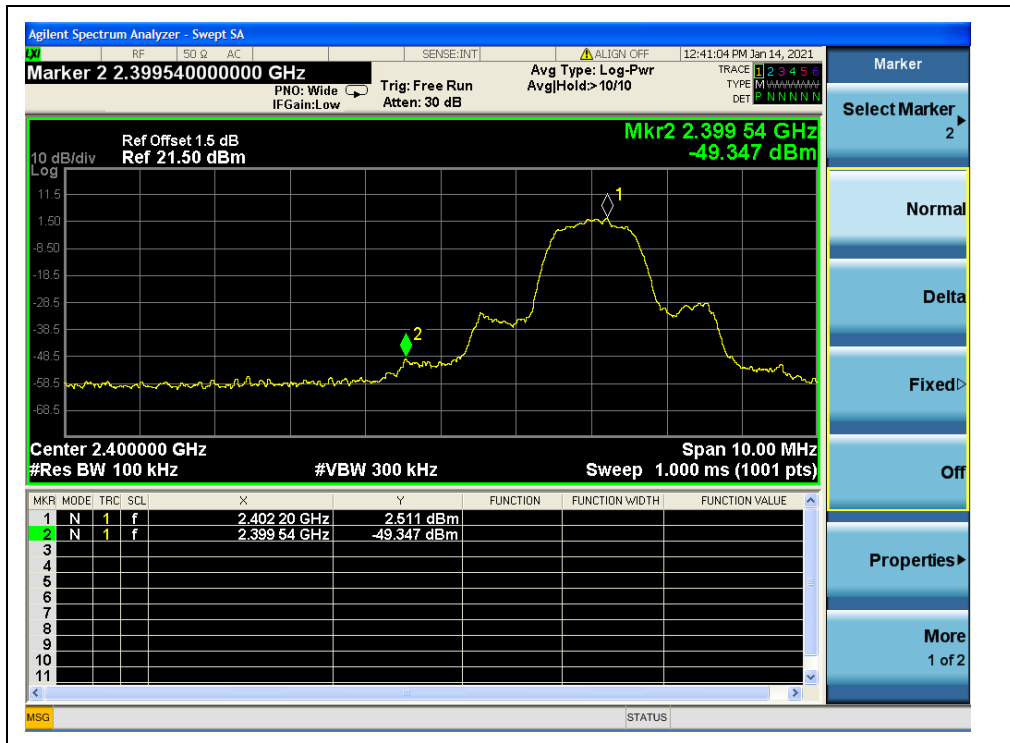 Agilent Spectrum Analyzer - Swept SA
LXI RF 50 Ω AC SENSE:INT ALIGN OFF 12:41:04 PM Jan 14, 2021
Marker 2 2.399540000000 GHz
PNO: Wide
IFGain:Low
Trig: Free Run
Atten: 30 dB
Avg Type: Log-Pwr
Avg|Hold:>10/10
TRACE 1 2 3 4 5 6
TYPE M
DET P N N N N N
Ref Offset 1.5 dB
Ref 21.50 dBm
10 dB/div
Log
Mkr2 2.399 54 GHz
-49.347 dBm
11.5
1.50
-8.50
-18.5
-28.5
-38.5
-48.5
-58.5
-68.5
1
2
Center 2.400000 GHz Span 10.00 MHz
#Res BW 100 kHz #VBW 300 kHz Sweep 1.000 ms (1001 pts)
MKR MODE TRC SCL X Y FUNCTION FUNCTION WIDTH FUNCTION VALUE
1 N 1 f 2.402 20 GHz 2.511 dBm
2 N 1 f 2.399 54 GHz -49.347 dBm
3
4
5
6
7
8
9
10
11
MSG STATUS
Marker
Select Marker
2
Normal
Delta
Fixed
Off
Properties
More
1 of 2